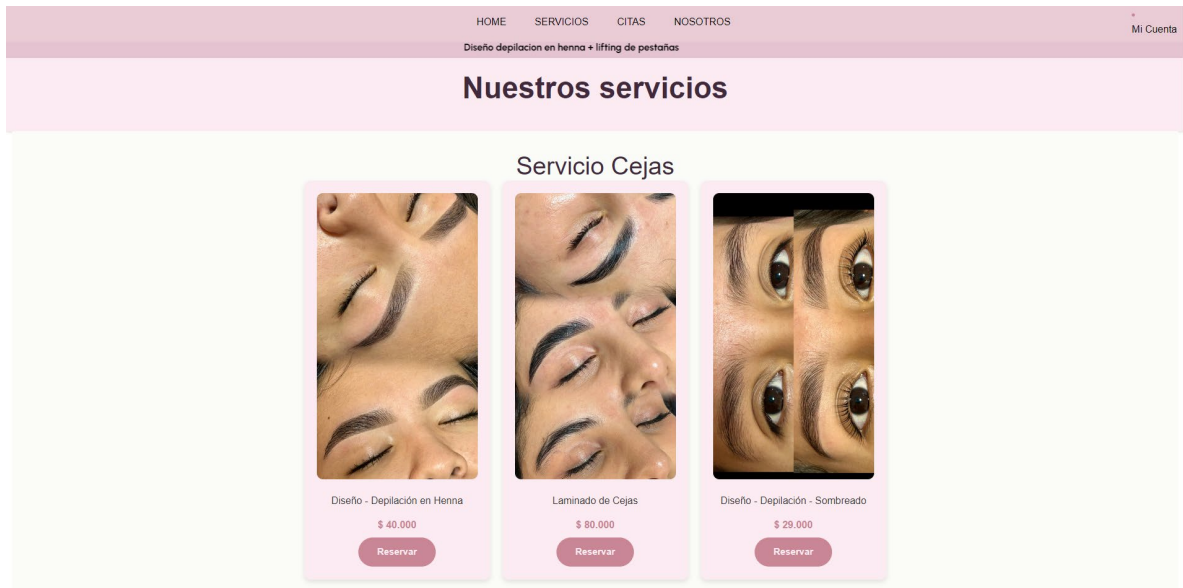 HOME SERVICIOS CITAS NOSOTROS
Mi Cuenta
Diseño depilacion en henna + lifting de pestañas
Nuestros servicios
Servicio Cejas
Diseño - Depilación en Henna
$ 40.000
Reservar
Laminado de Cejas
$ 80.000
Reservar
Diseño - Depilación - Sombreado
$ 29.000
Reservar